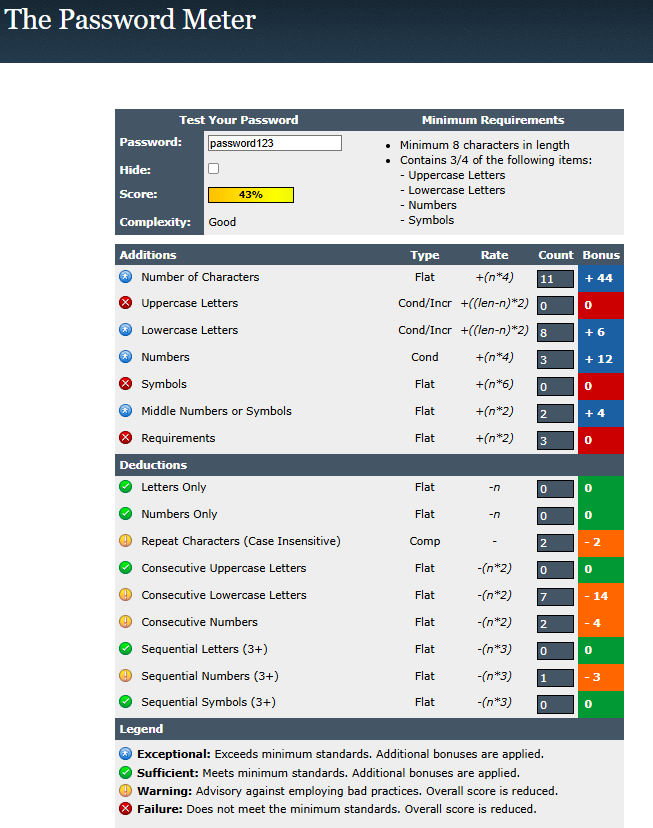 The Password Meter
Test Your Password Minimum Requirements
Password: password123
Hide:
Score: 43%
Complexity: Good
• Minimum 8 characters in length
• Contains 3/4 of the following items:
- Uppercase Letters
- Lowercase Letters
- Numbers
- Symbols
Additions Type Rate Count Bonus
Number of Characters Flat +(n*4) 11 + 44
Uppercase Letters Cond/Incr +((len-n)*2) 0 0
Lowercase Letters Cond/Incr +((len-n)*2) 8 + 6
Numbers Cond +(n*4) 3 + 12
Symbols Flat +(n*6) 0 0
Middle Numbers or Symbols Flat +(n*2) 2 + 4
Requirements Flat +(n*2) 3 0
Deductions
Letters Only Flat -n 0 0
Numbers Only Flat -n 0 0
Repeat Characters (Case Insensitive) Comp - 2 - 2
Consecutive Uppercase Letters Flat -(n*2) 0 0
Consecutive Lowercase Letters Flat -(n*2) 7 - 14
Consecutive Numbers Flat -(n*2) 2 - 4
Sequential Letters (3+) Flat -(n*3) 0 0
Sequential Numbers (3+) Flat -(n*3) 1 - 3
Sequential Symbols (3+) Flat -(n*3) 0 0
Legend
Exceptional: Exceeds minimum standards. Additional bonuses are applied.
Sufficient: Meets minimum standards. Additional bonuses are applied.
Warning: Advisory against employing bad practices. Overall score is reduced.
Failure: Does not meet the minimum standards. Overall score is reduced.